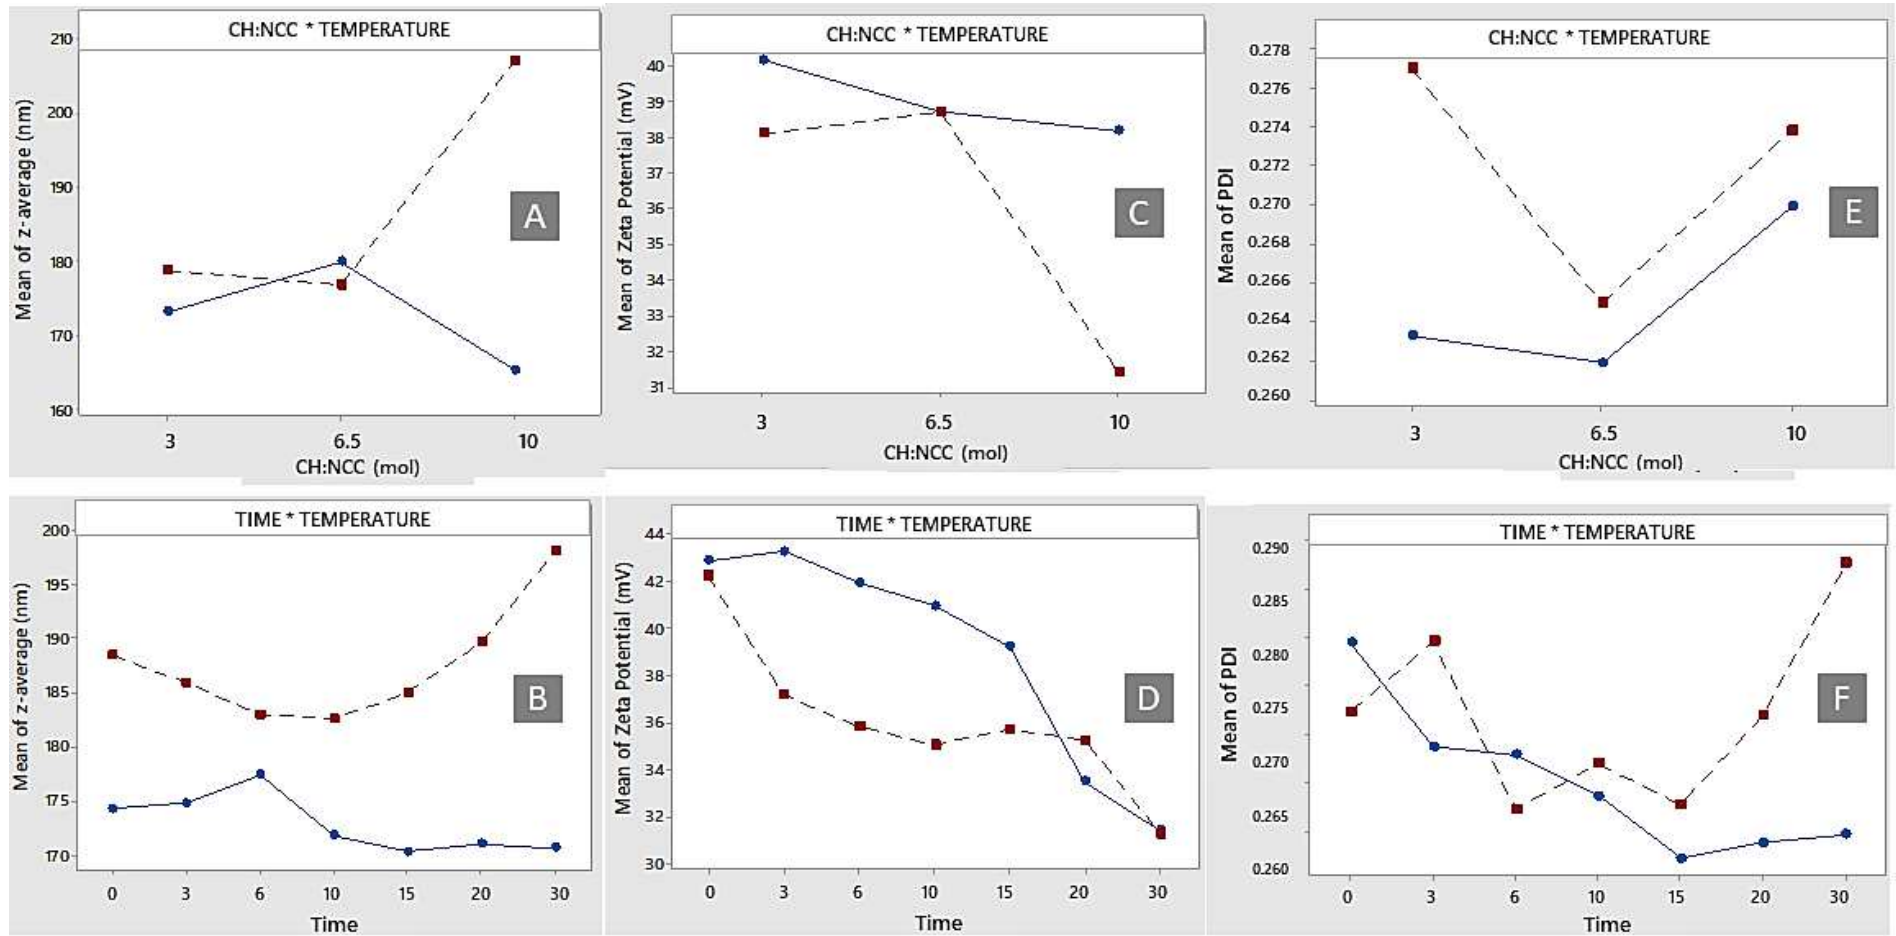 CH:NCC * TEMPERATURE
Mean of z-average (nm)
210
200
190
180
170
160
A
3 6.5 10
CH:NCC (mol)
CH:NCC * TEMPERATURE
Mean of Zeta Potential (mV)
40
39
38
37
36
35
34
33
32
31
C
3 6.5 10
CH:NCC (mol)
CH:NCC * TEMPERATURE
Mean of PDI
0.278
0.276
0.274
0.272
0.270
0.268
0.266
0.264
0.262
0.260
E
3 6.5 10
CH:NCC (mol)
TIME * TEMPERATURE
Mean of z-average (nm)
200
195
190
185
180
175
170
B
0 3 6 10 15 20 30
Time
TIME * TEMPERATURE
Mean of Zeta Potential (mV)
44
42
40
38
36
34
32
30
D
0 3 6 10 15 20 30
Time
TIME * TEMPERATURE
Mean of PDI
0.290
0.285
0.280
0.275
0.270
0.265
0.260
F
0 3 6 10 15 20 30
Time